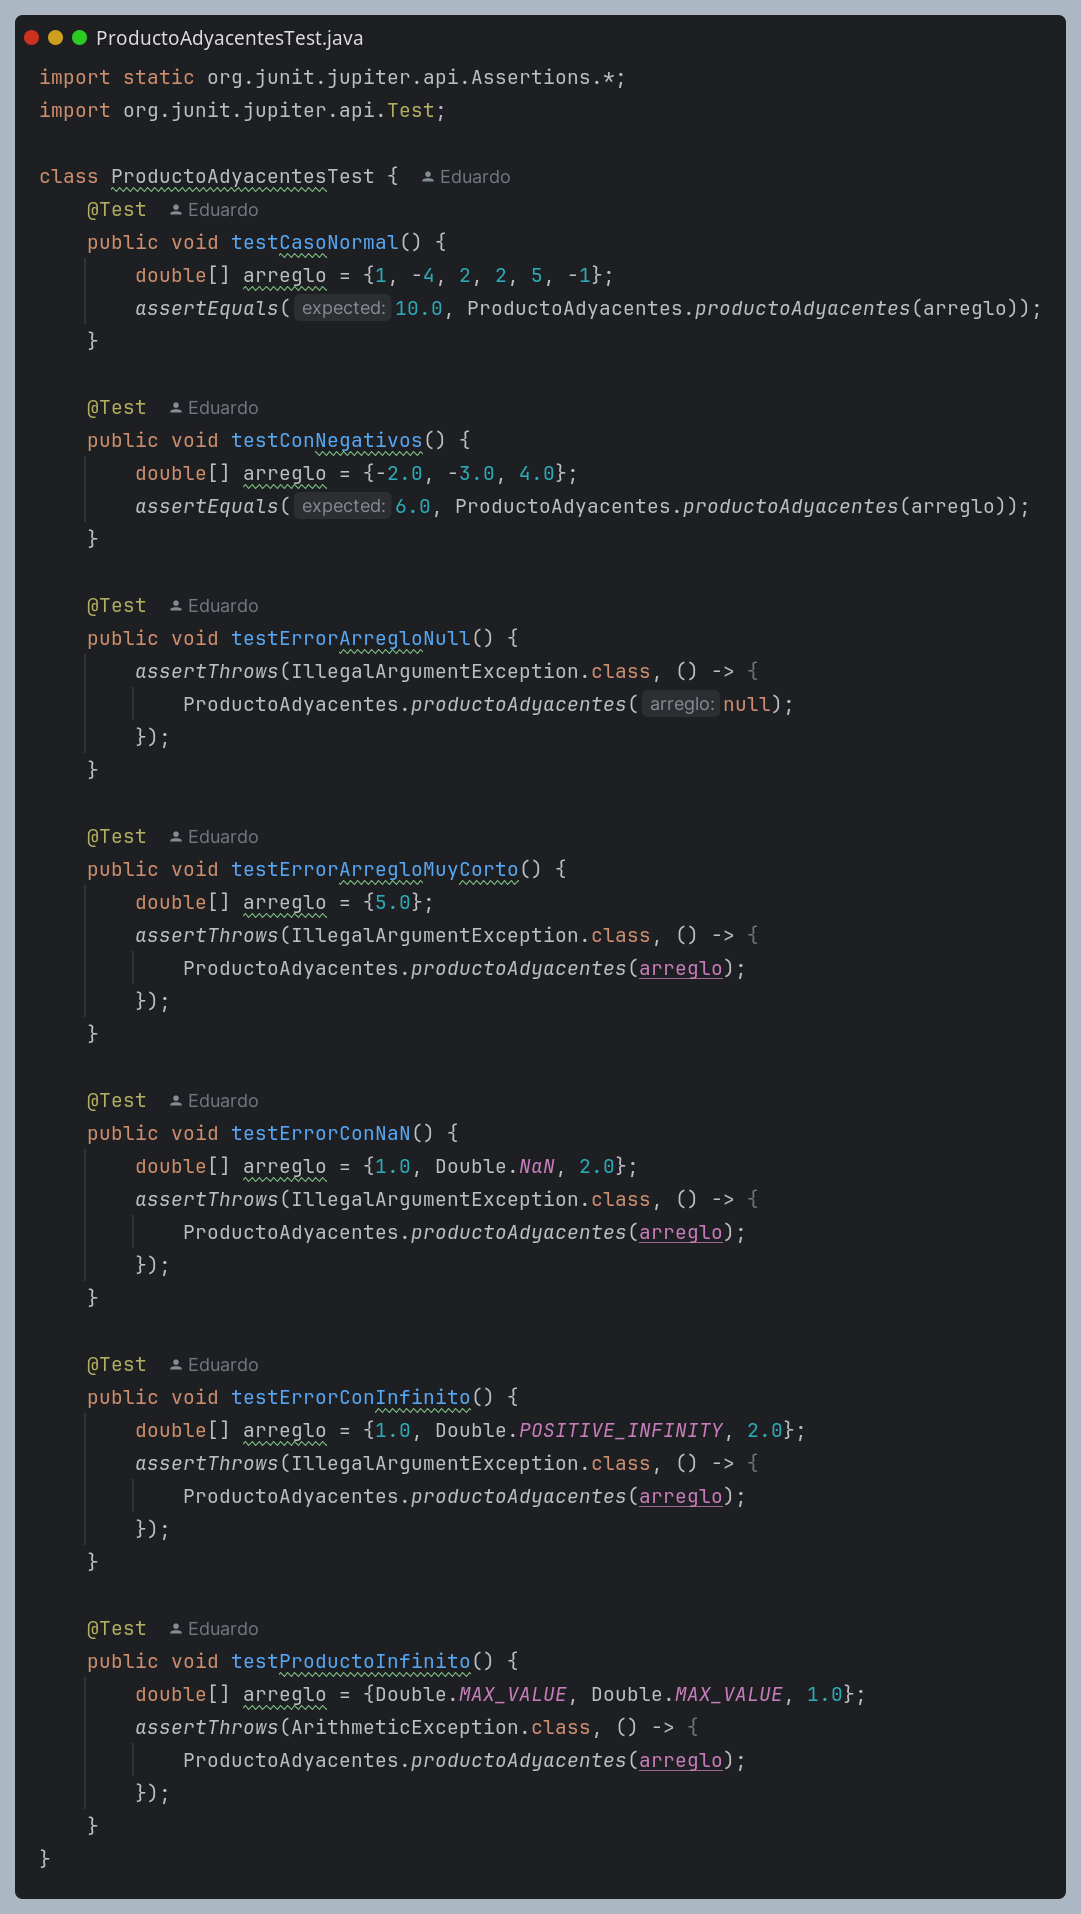 ProductoAdyacentesTest.java
import static org.junit.jupiter.api.Assertions.*;
import org.junit.jupiter.api.Test;
class ProductoAdyacentesTest { Eduardo
@Test Eduardo
public void testCasoNormal() {
double[] arreglo = {1, -4, 2, 2, 5, -1};
assertEquals( expected: 10.0, ProductoAdyacentes.productoAdyacentes(arreglo));
}
@Test Eduardo
public void testConNegativos() {
double[] arreglo = {-2.0, -3.0, 4.0};
assertEquals( expected: 6.0, ProductoAdyacentes.productoAdyacentes(arreglo));
}
@Test Eduardo
public void testErrorArregloNull() {
assertThrows(IllegalArgumentException.class, () -> {
ProductoAdyacentes.productoAdyacentes( arreglo: null);
});
}
@Test Eduardo
public void testErrorArregloMuyCorto() {
double[] arreglo = {5.0};
assertThrows(IllegalArgumentException.class, () -> {
ProductoAdyacentes.productoAdyacentes(arreglo);
});
}
@Test Eduardo
public void testErrorConNaN() {
double[] arreglo = {1.0, Double.NaN, 2.0};
assertThrows(IllegalArgumentException.class, () -> {
ProductoAdyacentes.productoAdyacentes(arreglo);
});
}
@Test Eduardo
public void testErrorConInfinito() {
double[] arreglo = {1.0, Double.POSITIVE_INFINITY, 2.0};
assertThrows(IllegalArgumentException.class, () -> {
ProductoAdyacentes.productoAdyacentes(arreglo);
});
}
@Test Eduardo
public void testProductoInfinito() {
double[] arreglo = {Double.MAX_VALUE, Double.MAX_VALUE, 1.0};
assertThrows(ArithmeticException.class, () -> {
ProductoAdyacentes.productoAdyacentes(arreglo);
});
}
}